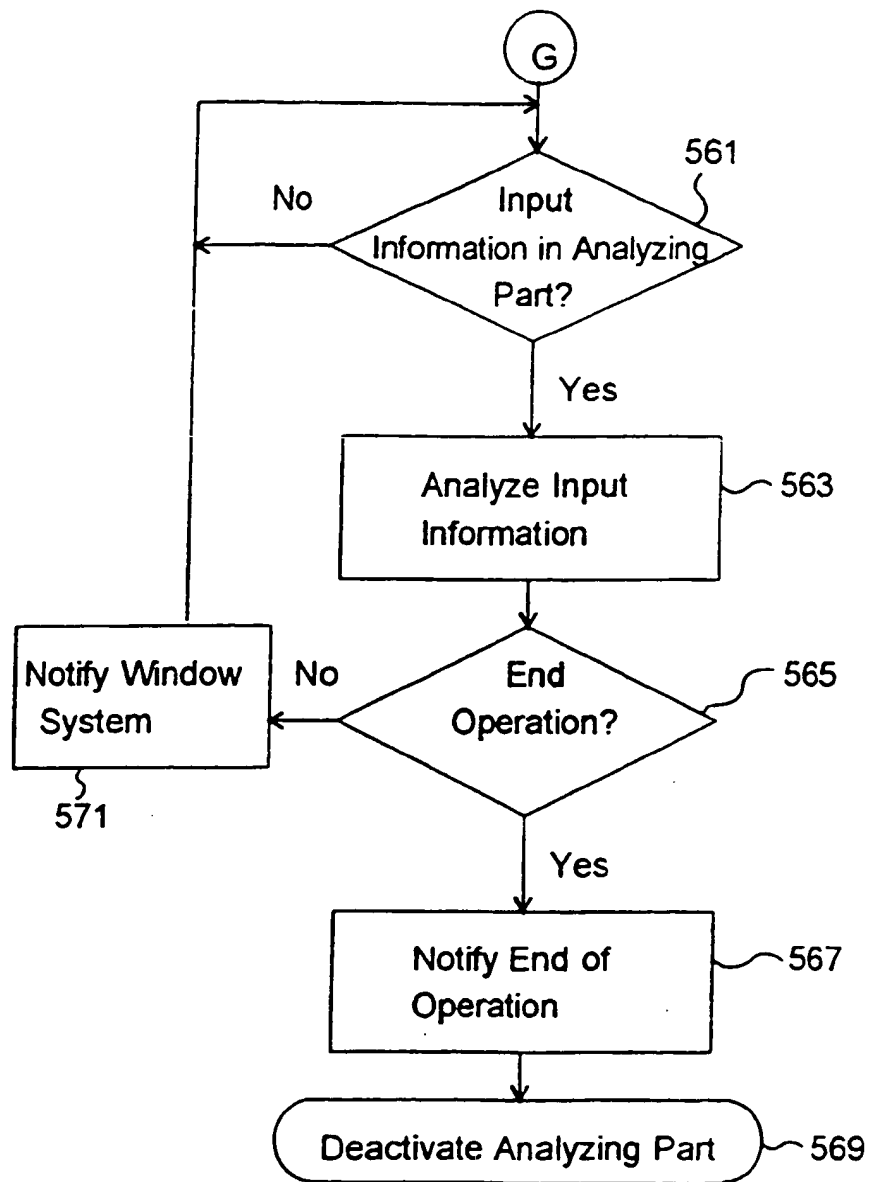 G
561
No
Input
Information in Analyzing
Part?
Yes
Analyze Input
Information
563
Notify Window
System
571
No
End
Operation?
565
Yes
Notify End of
Operation
567
Deactivate Analyzing Part
569